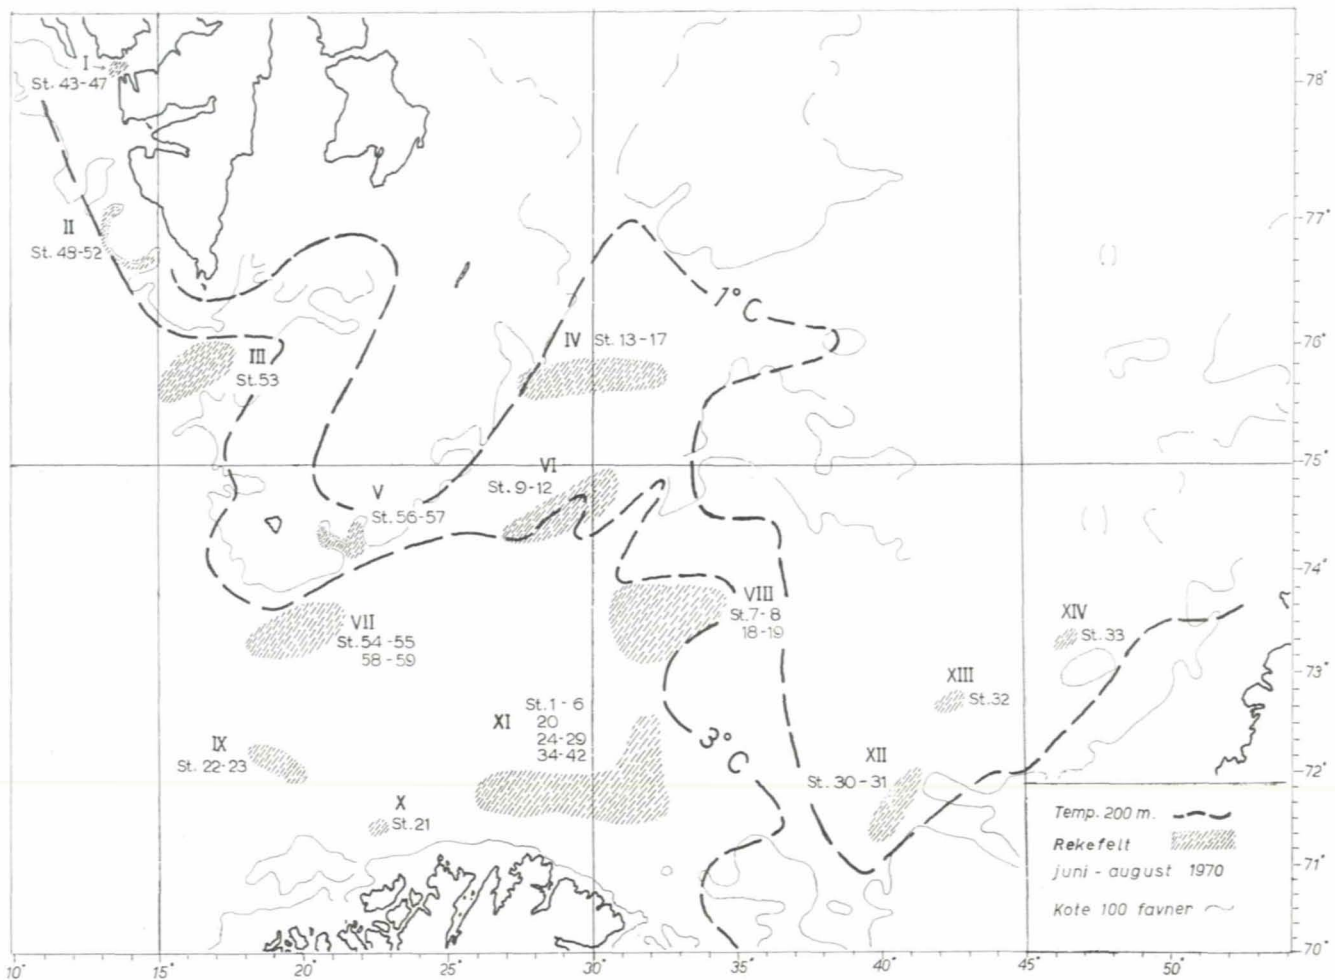 I→
St. 43-47
II
St. 48-52
III
St.53
IV St. 13-17
1°C
V
St. 56-57
VI
St. 9-12
VII
St. 54-55
58-59
VIII
St.7-8
18-19
IX
St. 22-23
X
St.21
XI
St. 1-6
20
24-29
34-42
3°C
XII
St. 30-31
XIII
St.32
XIV
St.33
Temp. 200 m.
Rekefelt
juni - august 1970
Kote 100 favner
78°
77°
76°
75°
74°
73°
72°
71°
70°
10°
15°
20°
25°
30°
35°
40°
45
50°